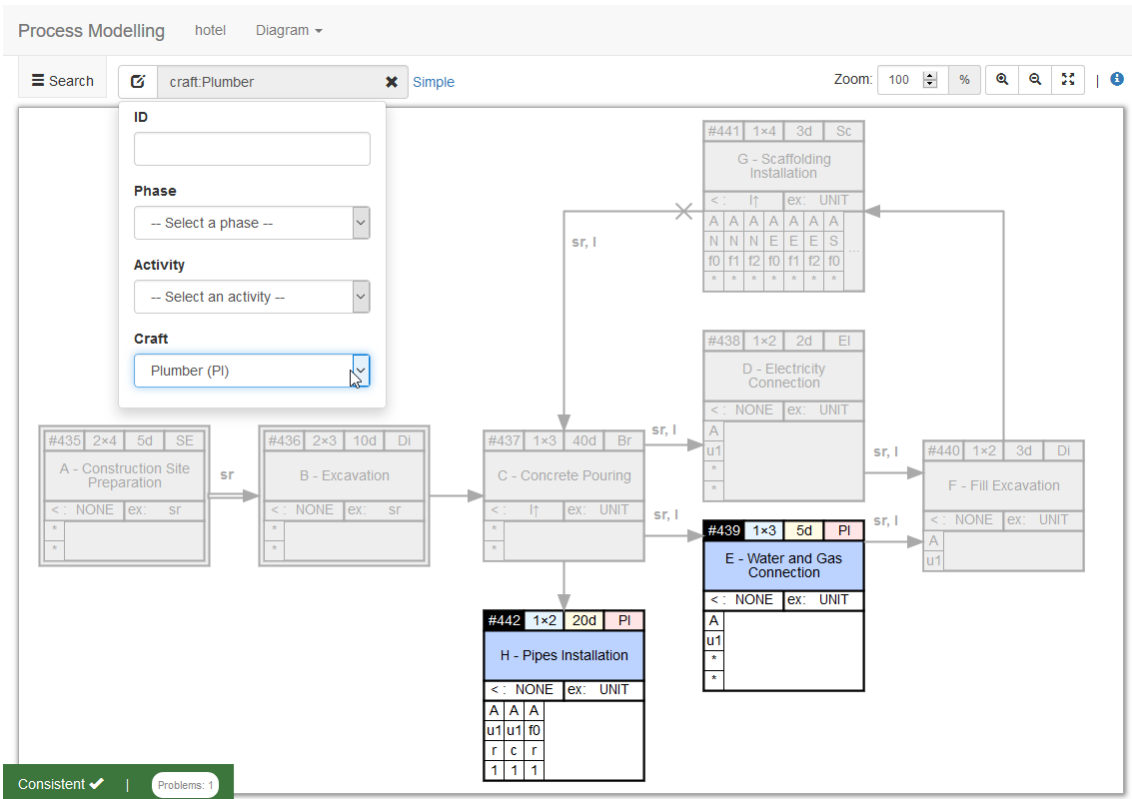 Process Modelling hotel Diagram
Search craft:Plumber Simple Zoom: 100 % |
ID
Phase
-- Select a phase --
Activity
-- Select an activity --
Craft
Plumber (Pl)
#441 1×4 3d Sc
G - Scaffolding
Installation
< : l↑ ex: UNIT
A A A A A A A
N N N E E E S
f0 f1 f2 f0 f1 f2 f0 ...
* * * * * * *
sr, l
#438 1×2 2d El
D - Electricity
Connection
< : NONE ex: UNIT
A
u1
*
*
#435 2×4 5d SE
A - Construction Site
Preparation
< : NONE ex: sr
*
*
sr
#436 2×3 10d Di
B - Excavation
< : NONE ex: sr
*
*
#437 1×3 40d Br
C - Concrete Pouring
< : l↑ ex: UNIT
*
*
sr, l
sr, l
sr, l
sr, l
#440 1×2 3d Di
F - Fill Excavation
< : NONE ex: UNIT
A
u1
#439 1×3 5d Pl
E - Water and Gas
Connection
< : NONE ex: UNIT
A
u1
*
*
#442 1×2 20d Pl
H - Pipes Installation
< : NONE ex: UNIT
A A A
u1 u1 f0
r c r
1 1 1
Consistent | Problems: 1